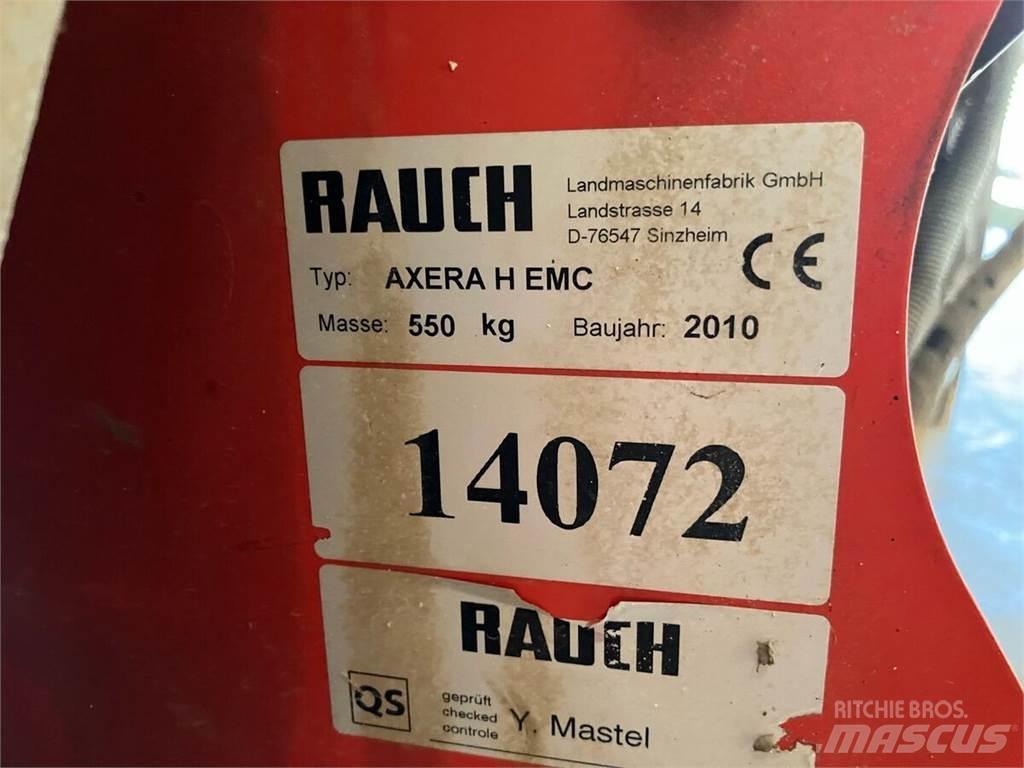 RAUCH
Landmaschinenfabrik GmbH
Landstrasse 14
D-76547 Sinzheim
CE
Typ: AXERA H EMC
Masse: 550 kg Baujahr: 2010
14072
RAUCH
QS
geprüft
checked
controle
Y. Mastel
RITCHIE BROS.
MASCUS